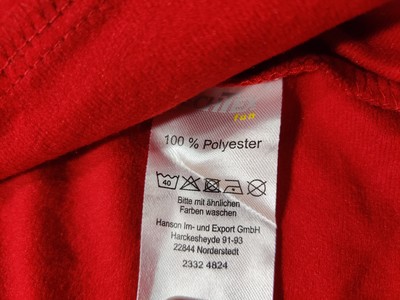 100 % Polyester
40
Bitte mit ähnlichen
Farben waschen
Hanson Im- und Export GmbH
Harckesheyde 91-93
22844 Norderstedt
2332 4824